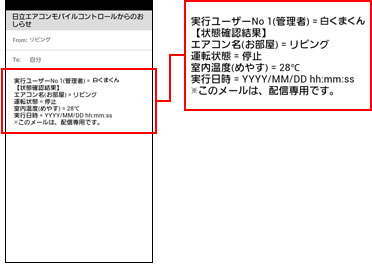 日立エアコンモバイルコントロールからのお
しらせ
From: リビング
To: 自分
実行ユーザーNo 1(管理者) = 白くまくん
【状態確認結果】
エアコン名(お部屋) = リビング
運転状態 = 停止
室内温度(めやす) = 28℃
実行日時 = YYYY/MM/DD hh:mm:ss
※このメールは、配信専用です。
実行ユーザーNo 1(管理者) = 白くまくん
【状態確認結果】
エアコン名(お部屋) = リビング
運転状態 = 停止
室内温度(めやす) = 28℃
実行日時 = YYYY/MM/DD hh:mm:ss
※このメールは、配信専用です。